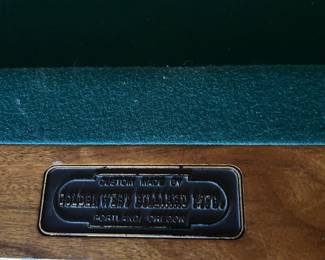 CUSTOM MADE BY
GOLDEN WEST BILLIARD MFG.
PORTLAND, OREGON